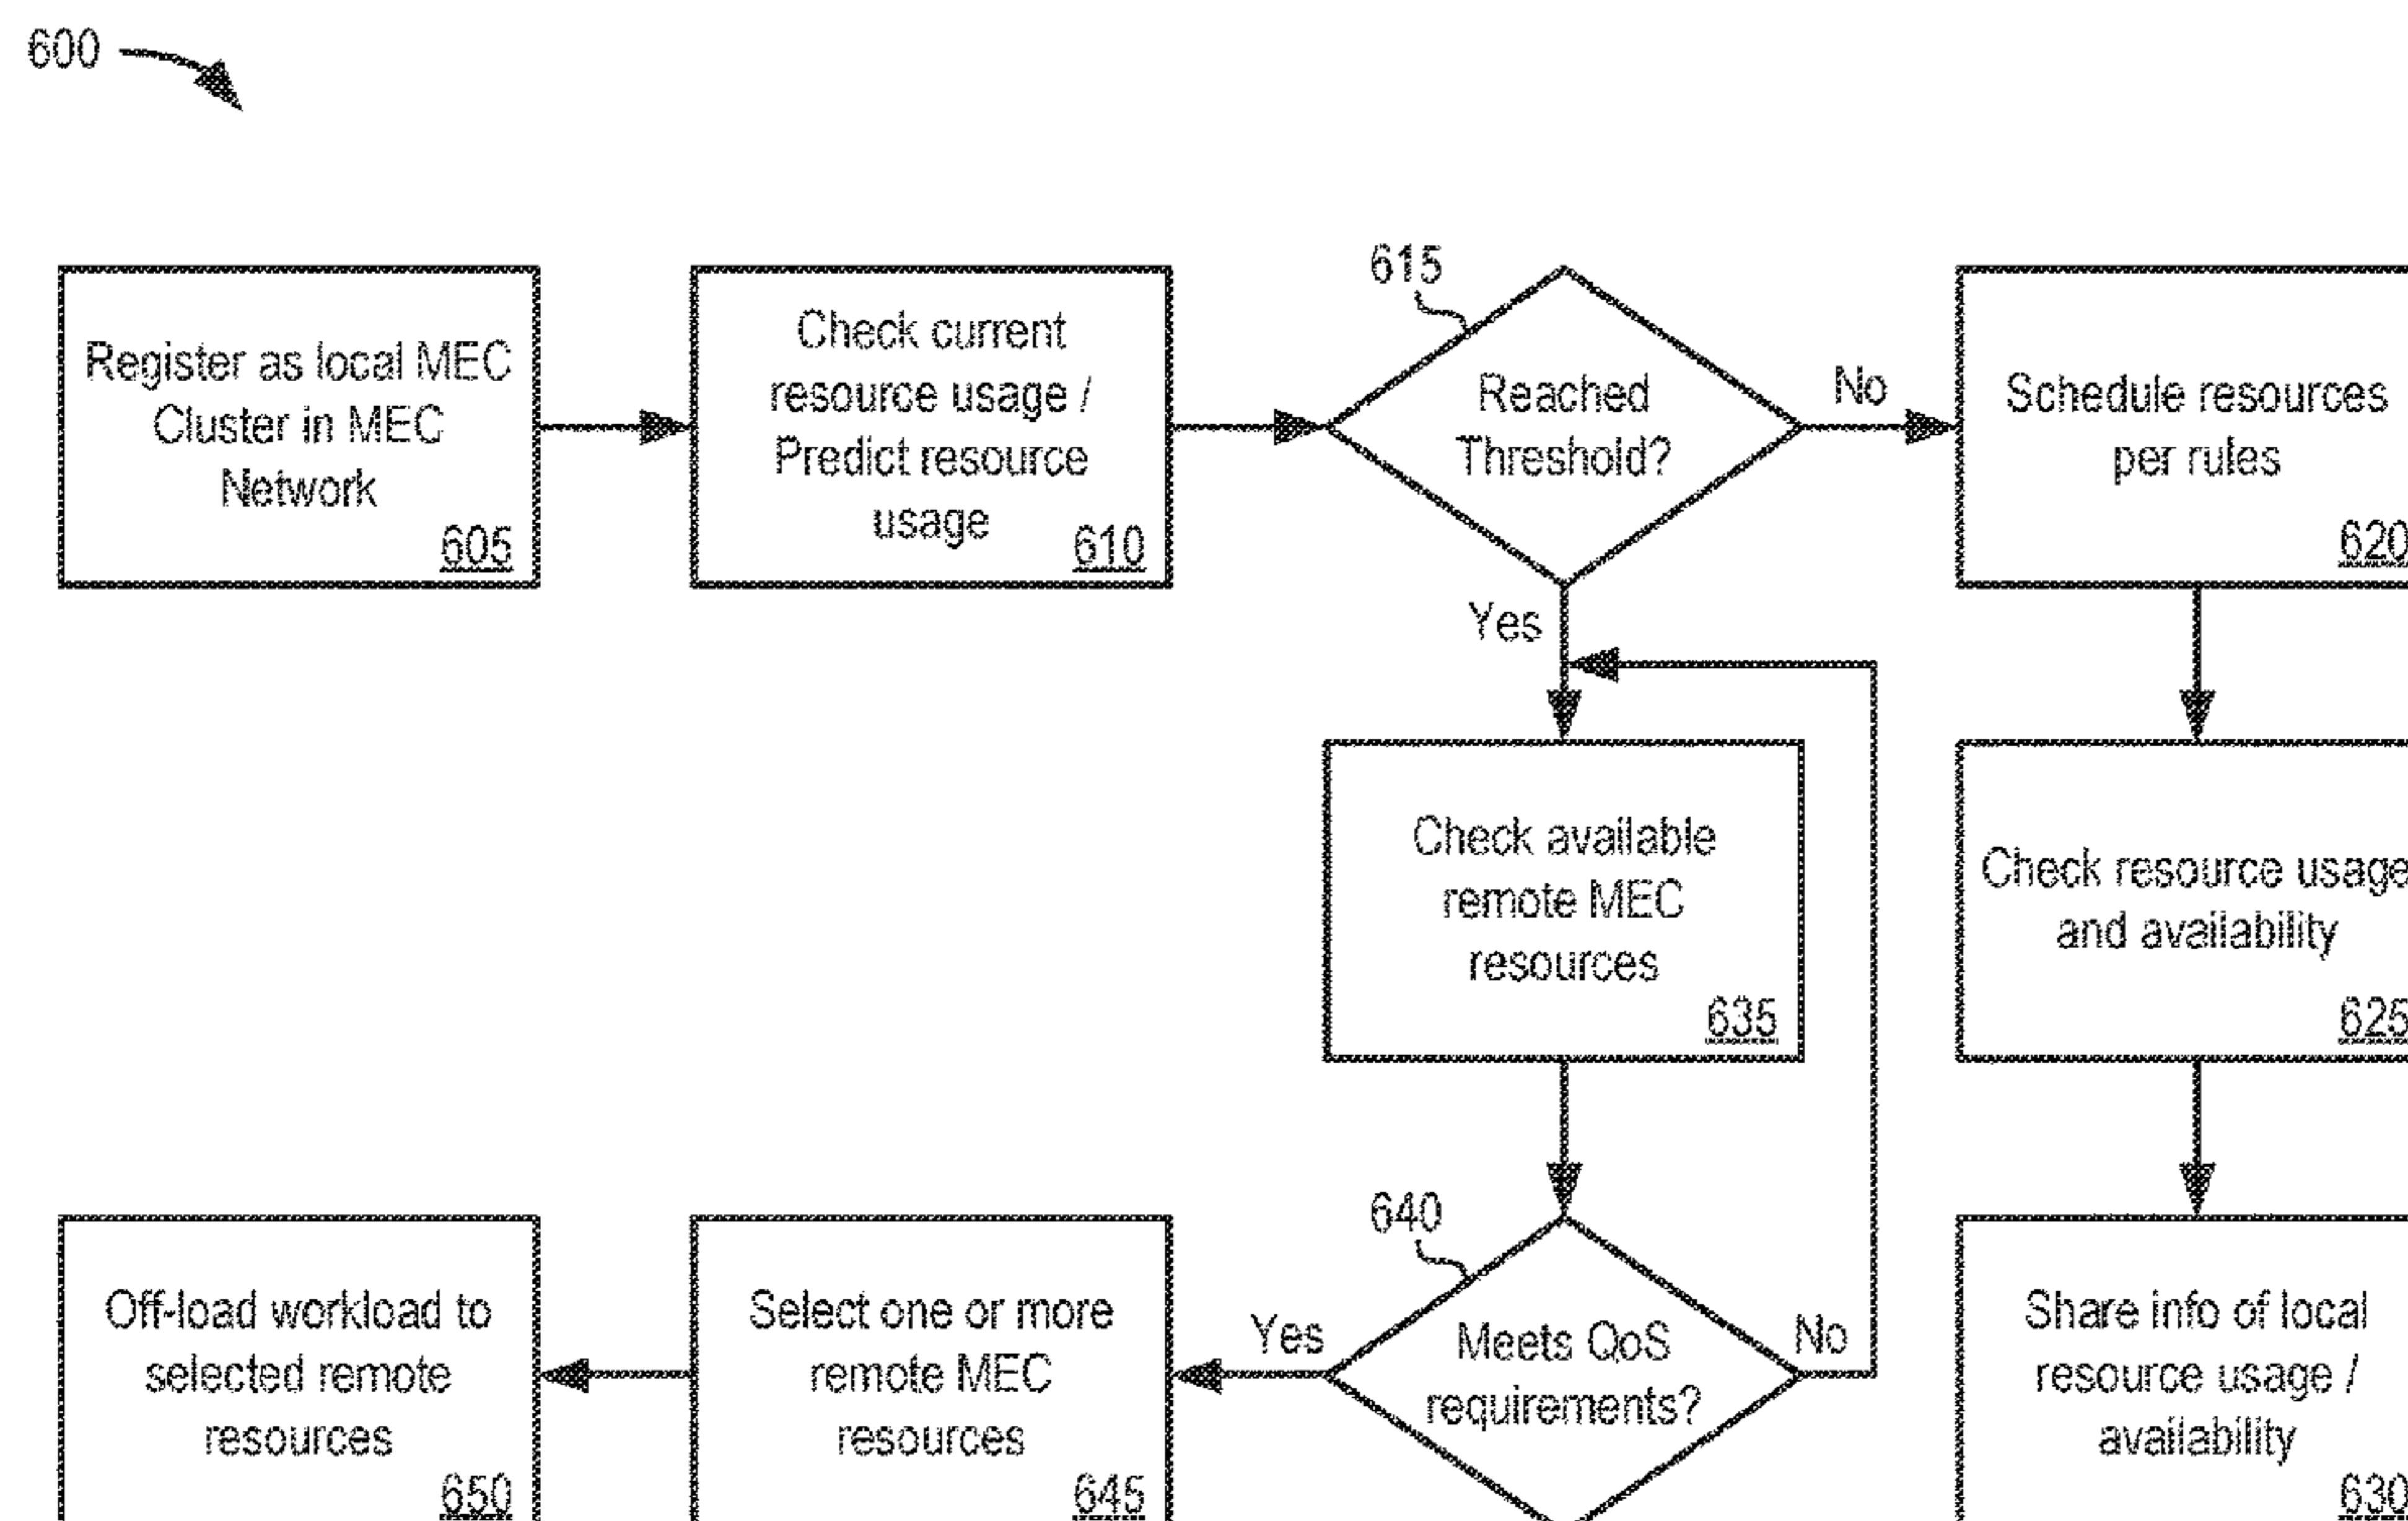 600
Register as local MEC
Cluster in MEC
Network
605
Check current
resource usage /
Predict resource
usage
610
615
Reached
Threshold?
No
Yes
Schedule resources
per rules
620
Check available
remote MEC
resources
635
Check resource usage
and availability
625
640
Meets QoS
requirements?
Yes
No
Select one or more
remote MEC
resources
645
Off-load workload to
selected remote
resources
650
Share info of local
resource usage /
availability
630